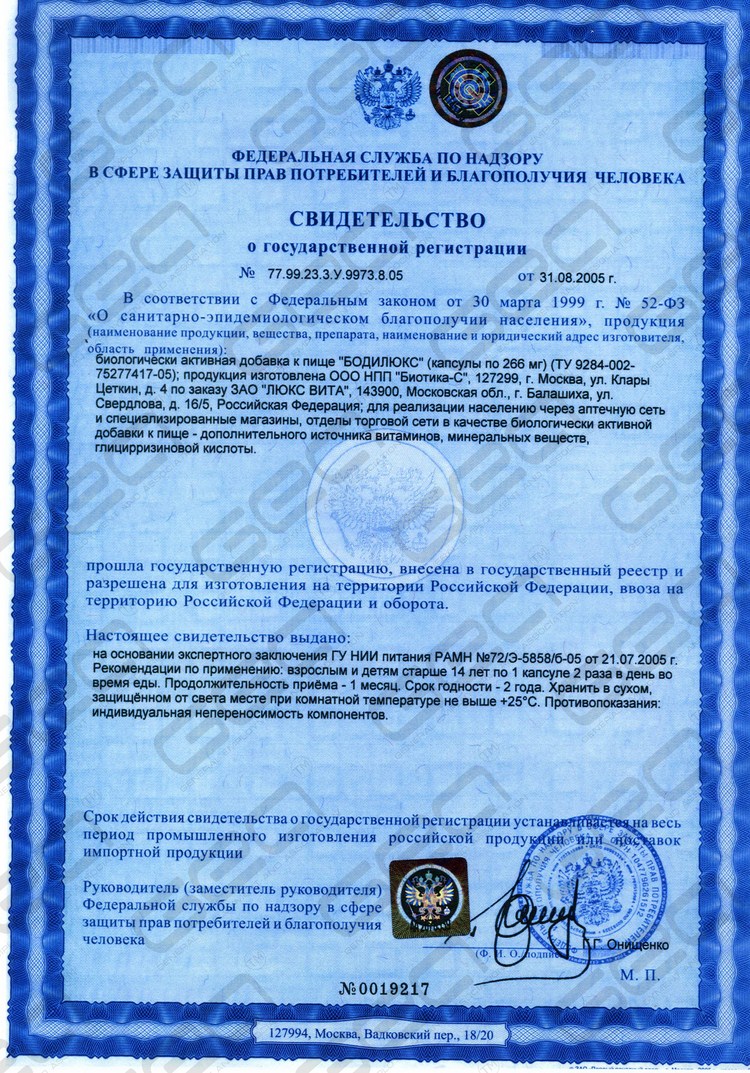 ФЕДЕРАЛЬНАЯ СЛУЖБА ПО НАДЗОРУ
В СФЕРЕ ЗАЩИТЫ ПРАВ ПОТРЕБИТЕЛЕЙ И БЛАГОПОЛУЧИЯ ЧЕЛОВЕКА
СВИДЕТЕЛЬСТВО
о государственной регистрации
№ 77.99.23.3.У.9973.8.05 от 31.08.2005 г.
В соответствии с Федеральным законом от 30 марта 1999 г. № 52-ФЗ
«О санитарно-эпидемиологическом благополучии населения», продукция
(наименование продукции, вещества, препарата, наименование и юридический адрес изготовителя,
область применения):
биологически активная добавка к пище "БОДИЛЮКС" (капсулы по 266 мг) (ТУ 9284-002-
75277417-05); продукция изготовлена ООО НПП "Биотика-С", 127299, г. Москва, ул. Клары
Цеткин, д. 4 по заказу ЗАО "ЛЮКС ВИТА", 143900, Московская обл., г. Балашиха, ул.
Свердлова, д. 16/5, Российская Федерация; для реализации населению через аптечную сеть
и специализированные магазины, отделы торговой сети в качестве биологически активной
добавки к пище - дополнительного источника витаминов, минеральных веществ,
глицирризиновой кислоты.
прошла государственную регистрацию, внесена в государственный реестр и
разрешена для изготовления на территории Российской Федерации, ввоза на
территорию Российской Федерации и оборота.
Настоящее свидетельство выдано:
на основании экспертного заключения ГУ НИИ питания РАМН №72/Э-5858/б-05 от 21.07.2005 г.
Рекомендации по применению: взрослым и детям старше 14 лет по 1 капсуле 2 раза в день во
время еды. Продолжительность приёма - 1 месяц. Срок годности - 2 года. Хранить в сухом,
защищённом от света месте при комнатной температуре не выше +25°С. Противопоказания:
индивидуальная непереносимость компонентов.
Срок действия свидетельства о государственной регистрации устанавливается на весь
период промышленного изготовления российской продукции или поставок
импортной продукции
Руководитель (заместитель руководителя)
Федеральной службы по надзору в сфере
защиты прав потребителей и благополучия
человека
Г.Г. Онищенко
(Ф. И. О./подпись)
М. П.
№0019217
127994, Москва, Вадковский пер., 18/20